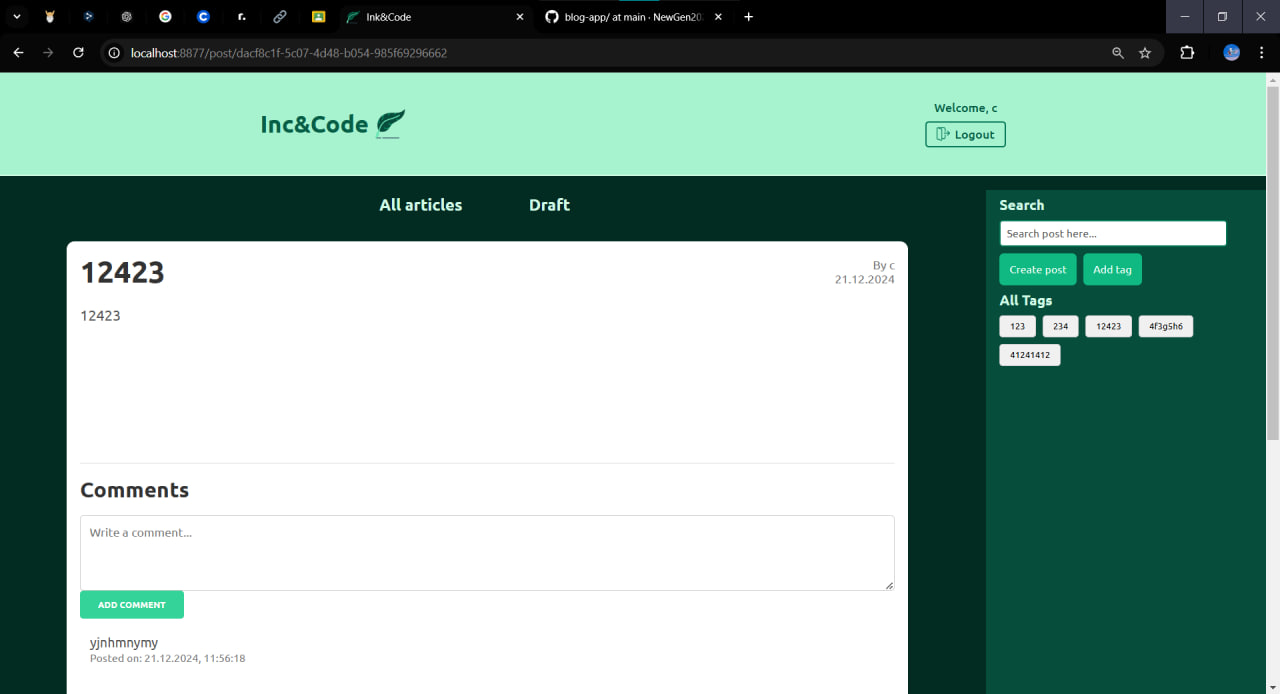 Ink&Code
blog-app/ at main · NewGen202
localhost:8877/post/dacf8c1f-5c07-4d48-b054-985f69296662
Inc&Code
Welcome, c
Logout
All articles
Draft
12423
By c
21.12.2024
12423
Comments
Write a comment...
ADD COMMENT
yjnhmnymy
Posted on: 21.12.2024, 11:56:18
Search
Search post here...
Create post
Add tag
All Tags
123
234
12423
4f3g5h6
41241412